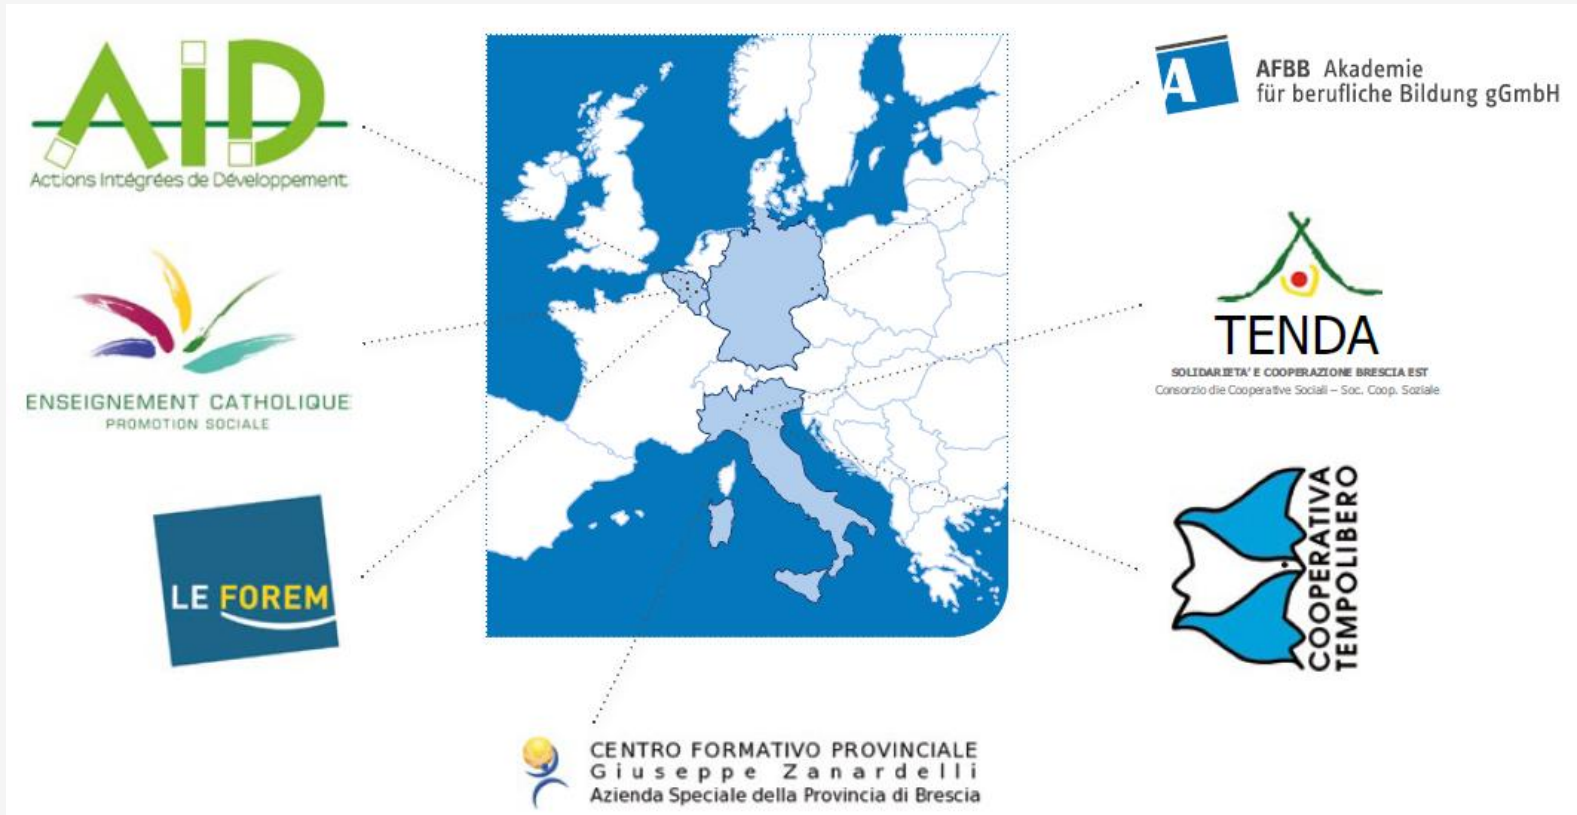 AiD
Actions Intégrées de Développement
ENSEIGNEMENT CATHOLIQUE
PROMOTION SOCIALE
LE FOREM
AFBB Akademie
für berufliche Bildung gGmbH
TENDA
SOLIDARIETA' E COOPERAZIONE BRESCIA EST
Consorzio die Cooperative Sociali – Soc. Coop. Soziale
COOPERATIVA
TEMPOLIBERO
CENTRO FORMATIVO PROVINCIALE
Giuseppe Zanardelli
Azienda Speciale della Provincia di Brescia